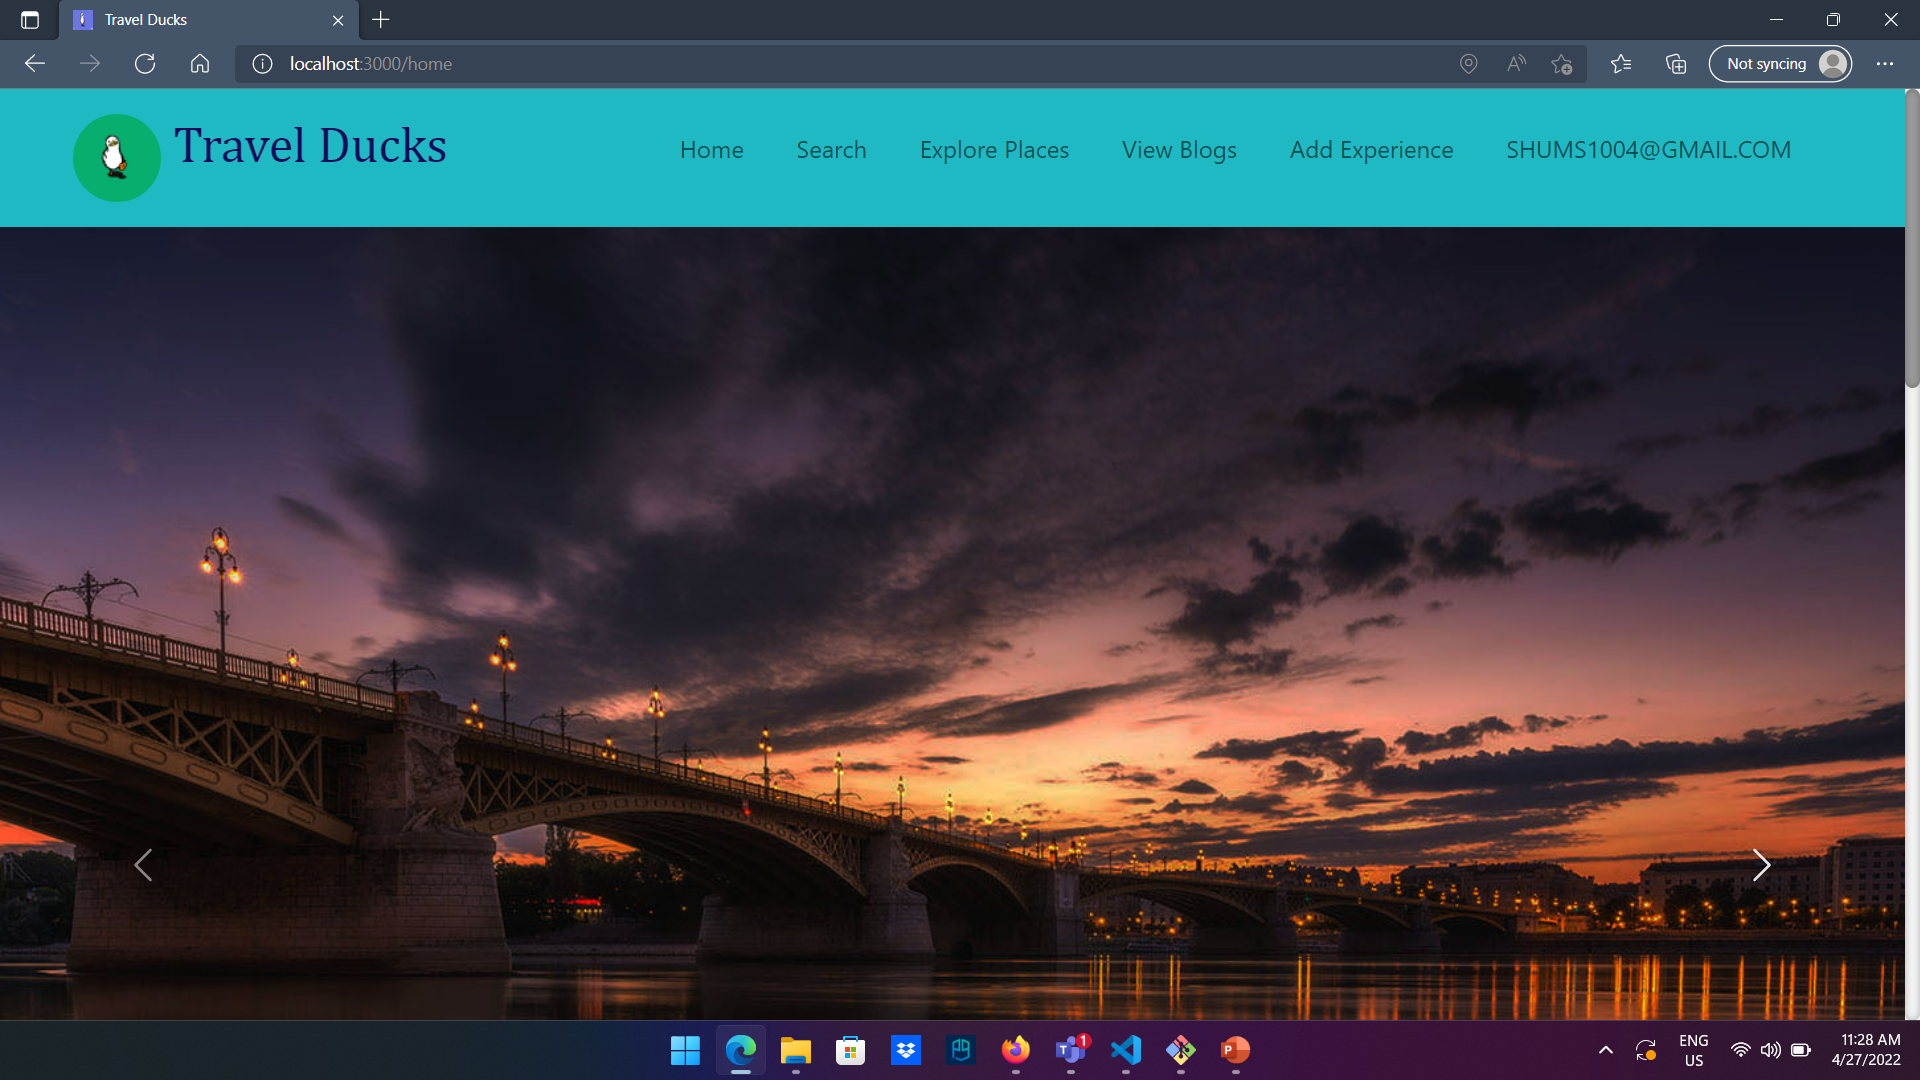 Travel Ducks
localhost:3000/home
Not syncing
Travel Ducks
Home Search Explore Places View Blogs Add Experience SHUMS1004@GMAIL.COM
1
ENG
US
11:28 AM
4/27/2022